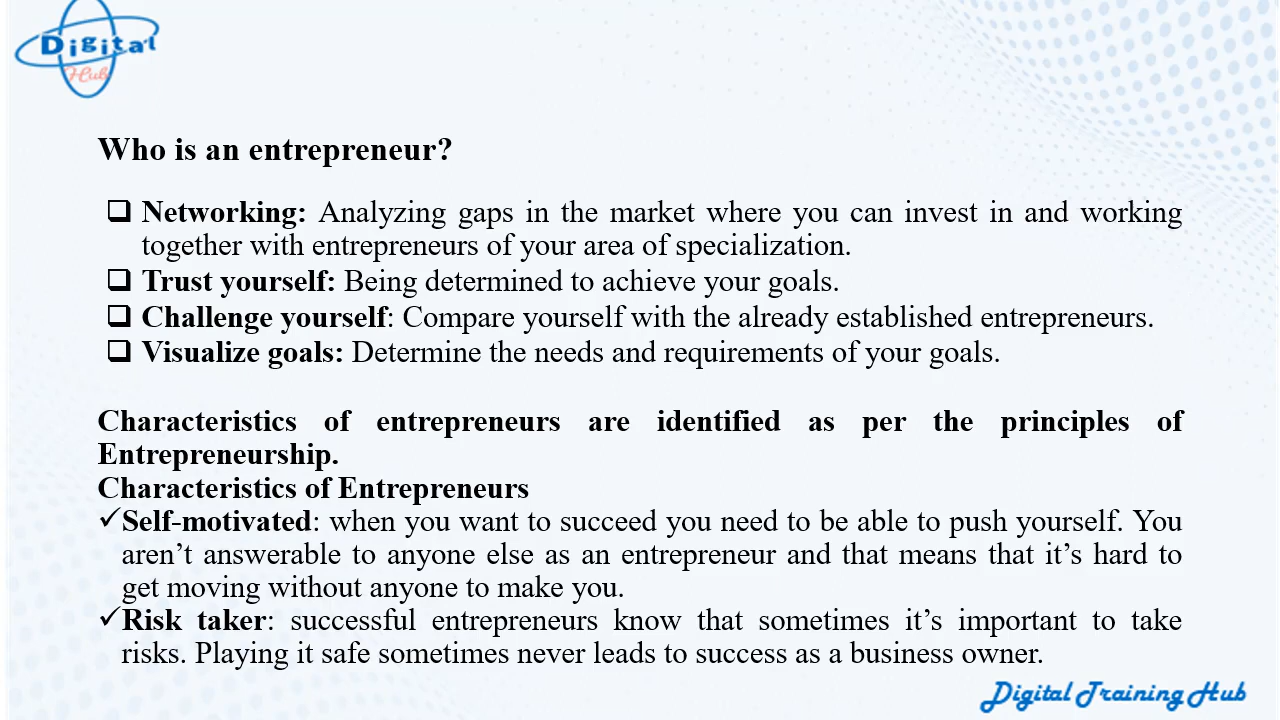 Digital
Hub
Who is an entrepreneur?
❑ Networking: Analyzing gaps in the market where you can invest in and working
together with entrepreneurs of your area of specialization.
❑ Trust yourself: Being determined to achieve your goals.
❑ Challenge yourself: Compare yourself with the already established entrepreneurs.
❑ Visualize goals: Determine the needs and requirements of your goals.
Characteristics of entrepreneurs are identified as per the principles of
Entrepreneurship.
Characteristics of Entrepreneurs
✓Self-motivated: when you want to succeed you need to be able to push yourself. You
aren’t answerable to anyone else as an entrepreneur and that means that it’s hard to
get moving without anyone to make you.
✓Risk taker: successful entrepreneurs know that sometimes it’s important to take
risks. Playing it safe sometimes never leads to success as a business owner.
Digital Training Hub